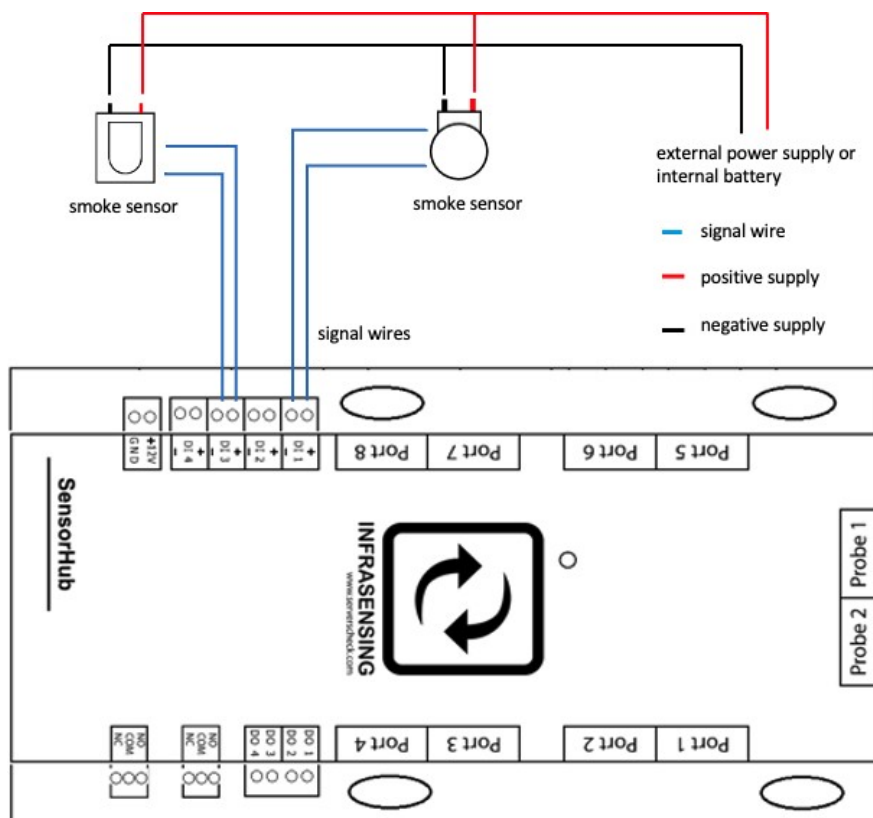 external power supply or
internal battery
smoke sensor
smoke sensor
signal wire
positive supply
negative supply
signal wires
GND
+12V
- DI 4 +
- DI 3 +
- DI 2 +
- DI 1 +
Port 8
Port 7
Port 6
Port 5
SensorHub
INFRASENSING
www.serverscheck.com
Probe 1
Probe 2
NC
COM
NO
NC
COM
NO
DO 4
DO 3
DO 2
DO 1
Port 4
Port 3
Port 2
Port 1